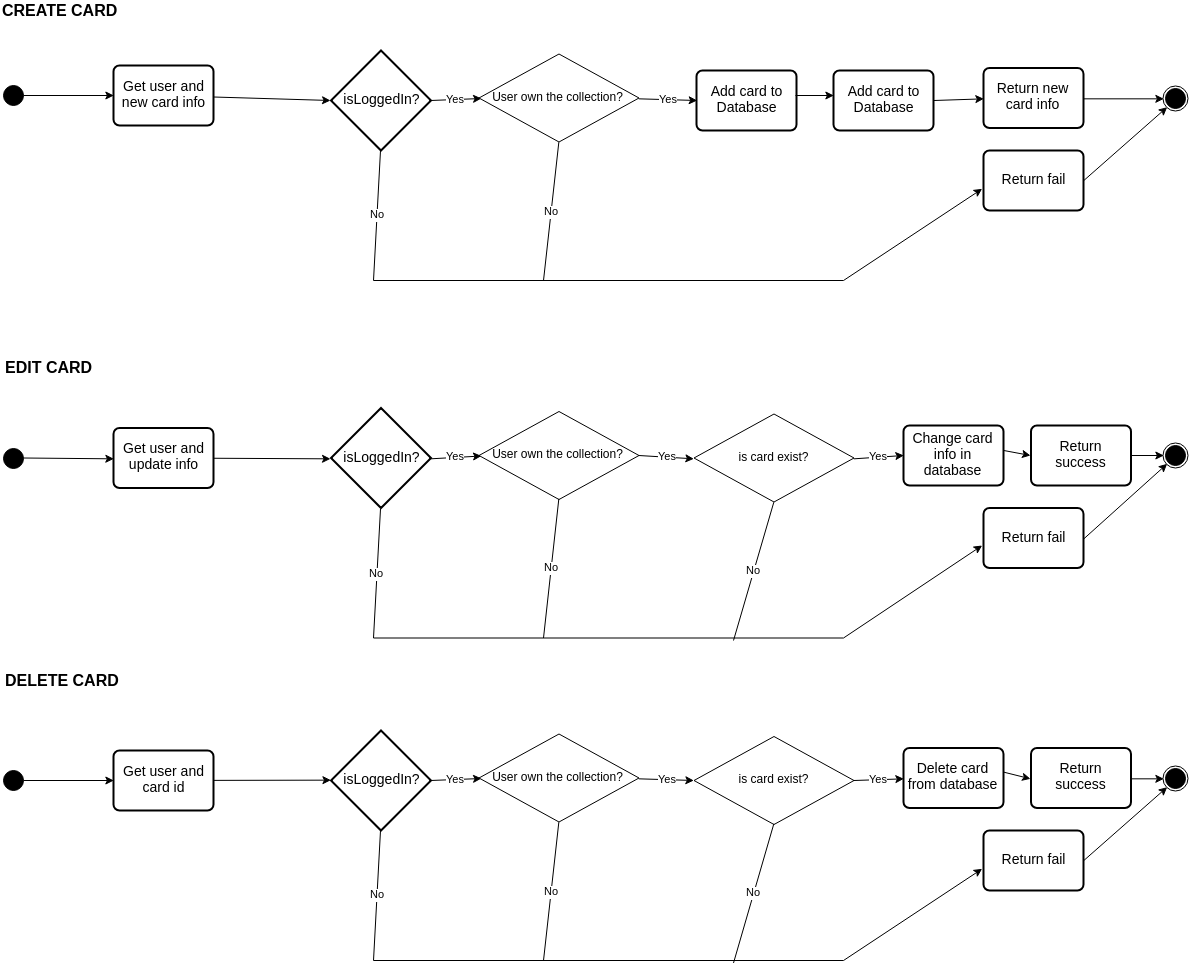 CREATE CARD
Get user and
new card info
isLoggedIn?
Yes
User own the collection?
Yes
Add card to
Database
Add card to
Database
Return new
card info
Return fail
No
No
EDIT CARD
Get user and
update info
isLoggedIn?
Yes
User own the collection?
Yes
is card exist?
Yes
Change card
info in
database
Return
success
Return fail
No
No
No
DELETE CARD
Get user and
card id
isLoggedIn?
Yes
User own the collection?
Yes
is card exist?
Yes
Delete card
from database
Return
success
Return fail
No
No
No